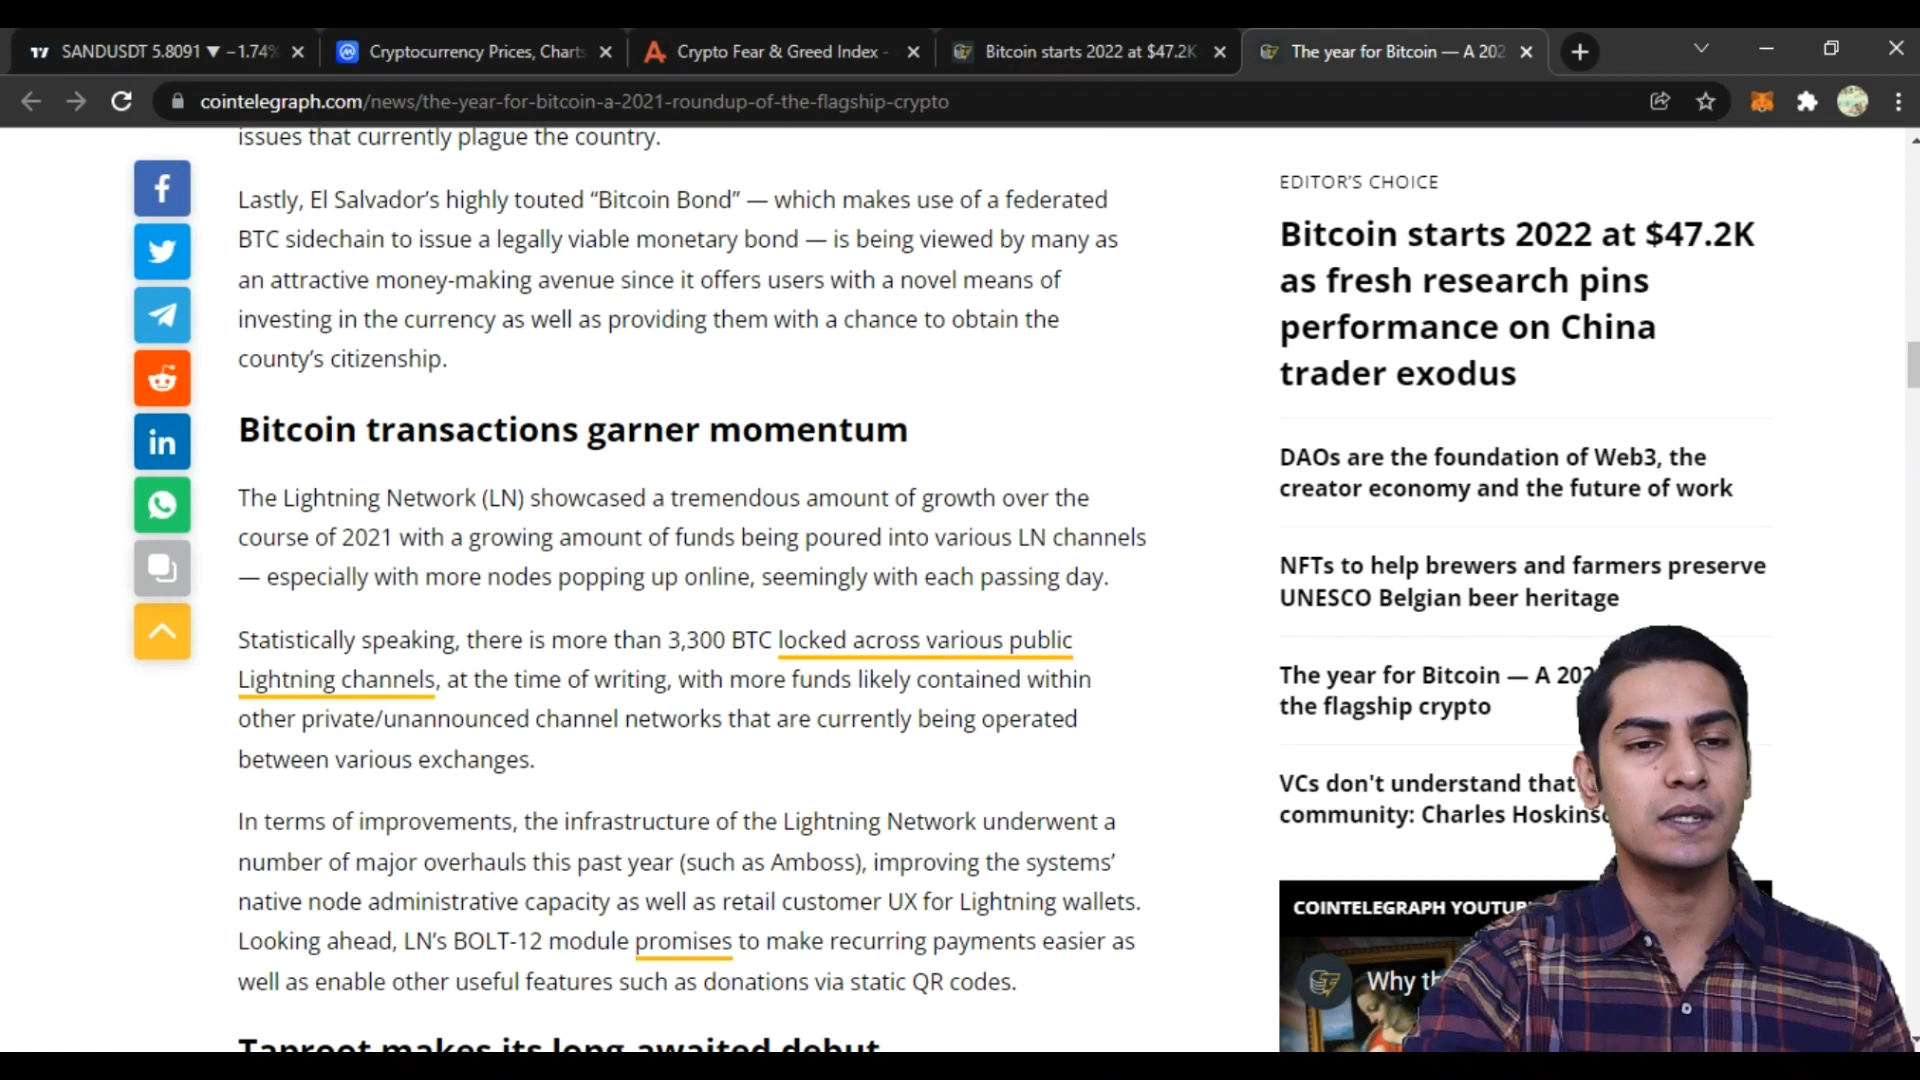 SANDUSDT 5.8091 ▼ −1.74%
Cryptocurrency Prices, Charts
Crypto Fear & Greed Index -
Bitcoin starts 2022 at $47.2K
The year for Bitcoin — A 202
cointelegraph.com/news/the-year-for-bitcoin-a-2021-roundup-of-the-flagship-crypto
issues that currently plague the country.
Lastly, El Salvador’s highly touted “Bitcoin Bond” — which makes use of a federated
BTC sidechain to issue a legally viable monetary bond — is being viewed by many as
an attractive money-making avenue since it offers users with a novel means of
investing in the currency as well as providing them with a chance to obtain the
county’s citizenship.
Bitcoin transactions garner momentum
The Lightning Network (LN) showcased a tremendous amount of growth over the
course of 2021 with a growing amount of funds being poured into various LN channels
— especially with more nodes popping up online, seemingly with each passing day.
Statistically speaking, there is more than 3,300 BTC locked across various public
Lightning channels, at the time of writing, with more funds likely contained within
other private/unannounced channel networks that are currently being operated
between various exchanges.
In terms of improvements, the infrastructure of the Lightning Network underwent a
number of major overhauls this past year (such as Amboss), improving the systems’
native node administrative capacity as well as retail customer UX for Lightning wallets.
Looking ahead, LN’s BOLT-12 module promises to make recurring payments easier as
well as enable other useful features such as donations via static QR codes.
Taproot makes its long-awaited debut
EDITOR’S CHOICE
Bitcoin starts 2022 at $47.2K
as fresh research pins
performance on China
trader exodus
DAOs are the foundation of Web3, the
creator economy and the future of work
NFTs to help brewers and farmers preserve
UNESCO Belgian beer heritage
The year for Bitcoin — A 202
the flagship crypto
VCs don't understand that
community: Charles Hoskins
COINTELEGRAPH YOUTUB
Why th